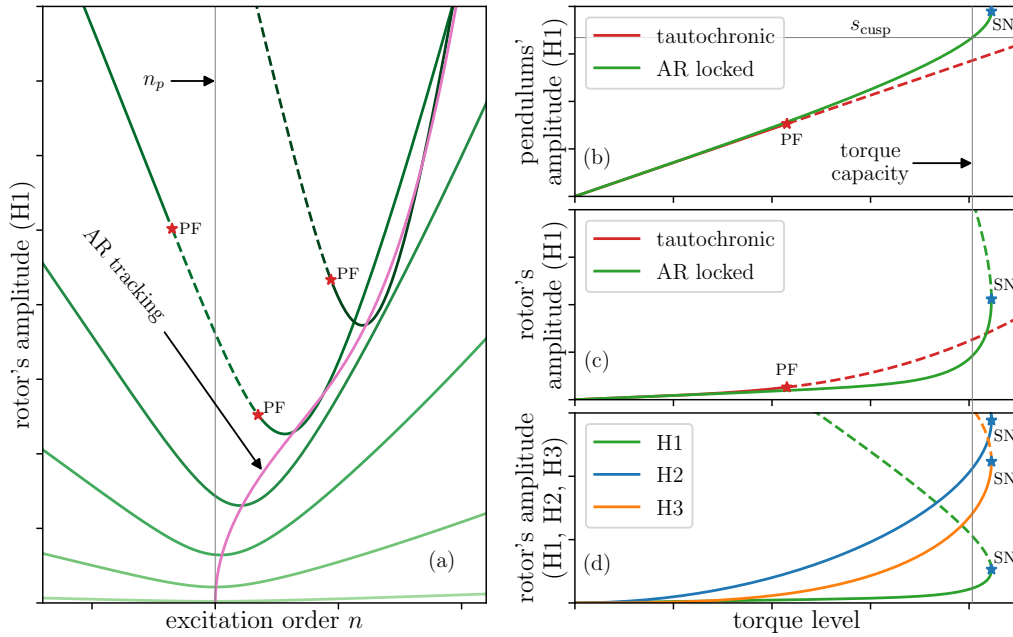 rotor's amplitude (H1)
n_p
PF
PF
PF
AR tracking
(a)
excitation order n
pendulums'
amplitude (H1)
tautochronic
AR locked
s_cusp
SN
PF
torque
capacity
(b)
rotor's
amplitude (H1)
tautochronic
AR locked
SN
PF
(c)
rotor's amplitude
(H1, H2, H3)
H1
H2
H3
SN
SN
(d)
torque level